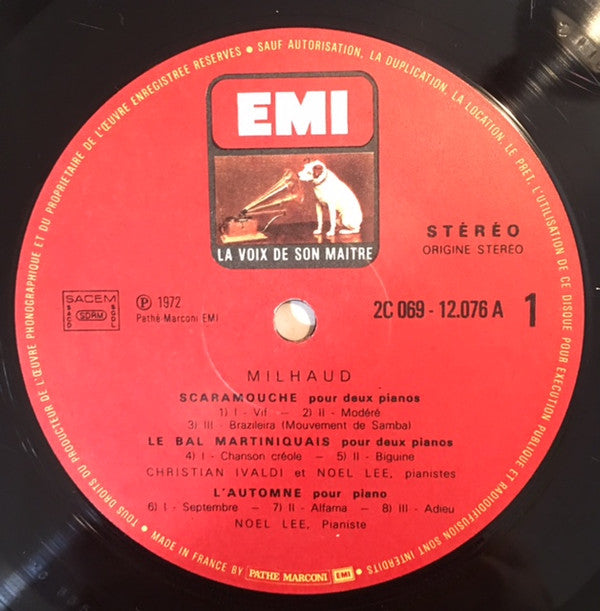 TOUS DROITS DU PRODUCTEUR DE L'ŒUVRE PHONOGRAPHIQUE ET DU PROPRIETAIRE DE L'ŒUVRE ENREGISTREE RESERVES • SAUF AUTORISATION, LA DUPLICATION, LA LOCATION, LE PRET, L'UTILISATION DE CE DISQUE POUR EXECUTION PUBLIQUE ET RADIODIFFUSION SONT INTERDITS •
EMI
LA VOIX DE SON MAITRE
STÉRÉO
ORIGINE STEREO
SACEM
SACD SDRM SGDL
℗ 1972
Pathé Marconi EMI
2C 069 - 12.076 A 1
MILHAUD
SCARAMOUCHE pour deux pianos
1) I - Vif — 2) II - Modéré
3) III - Brazileira (Mouvement de Samba)
LE BAL MARTINIQUAIS pour deux pianos
4) I - Chanson créole — 5) II - Biguine
CHRISTIAN IVALDI et NOEL LEE, pianistes
L'AUTOMNE pour piano
6) I - Septembre — 7) II - Alfama — 8) III - Adieu
NOEL LEE, Pianiste
MADE IN FRANCE BY PATHE MARCONI EMI